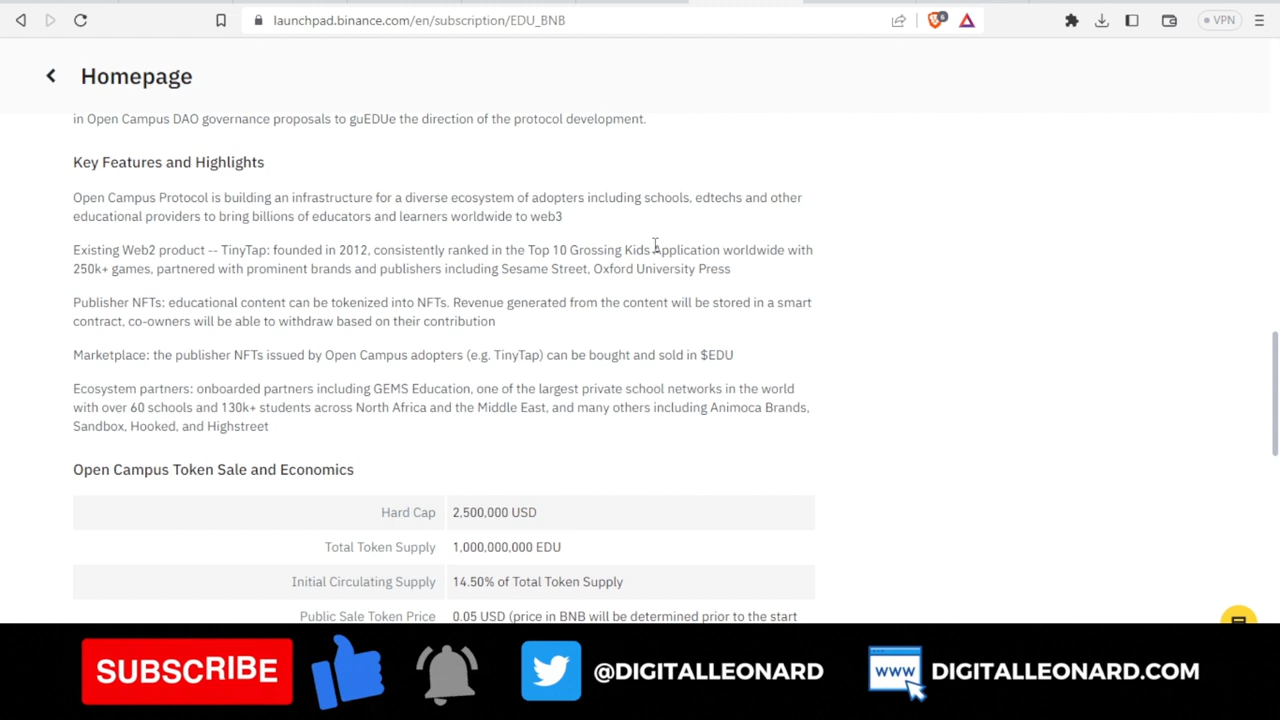 launchpad.binance.com/en/subscription/EDU_BNB
6
VPN
Homepage
in Open Campus DAO governance proposals to guEDUe the direction of the protocol development.
Key Features and Highlights
Open Campus Protocol is building an infrastructure for a diverse ecosystem of adopters including schools, edtechs and other
educational providers to bring billions of educators and learners worldwide to web3
Existing Web2 product -- TinyTap: founded in 2012, consistently ranked in the Top 10 Grossing Kids Application worldwide with
250k+ games, partnered with prominent brands and publishers including Sesame Street, Oxford University Press
Publisher NFTs: educational content can be tokenized into NFTs. Revenue generated from the content will be stored in a smart
contract, co-owners will be able to withdraw based on their contribution
Marketplace: the publisher NFTs issued by Open Campus adopters (e.g. TinyTap) can be bought and sold in $EDU
Ecosystem partners: onboarded partners including GEMS Education, one of the largest private school networks in the world
with over 60 schools and 130k+ students across North Africa and the Middle East, and many others including Animoca Brands,
Sandbox, Hooked, and Highstreet
Open Campus Token Sale and Economics
Hard Cap 2,500,000 USD
Total Token Supply 1,000,000,000 EDU
Initial Circulating Supply 14.50% of Total Token Supply
Public Sale Token Price 0.05 USD (price in BNB will be determined prior to the start
SUBSCRIBE @DIGITALLEONARD WWW DIGITALLEONARD.COM